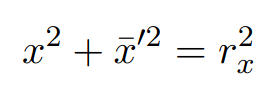 $x^2 + \bar{x}'^2 = r_x^2$